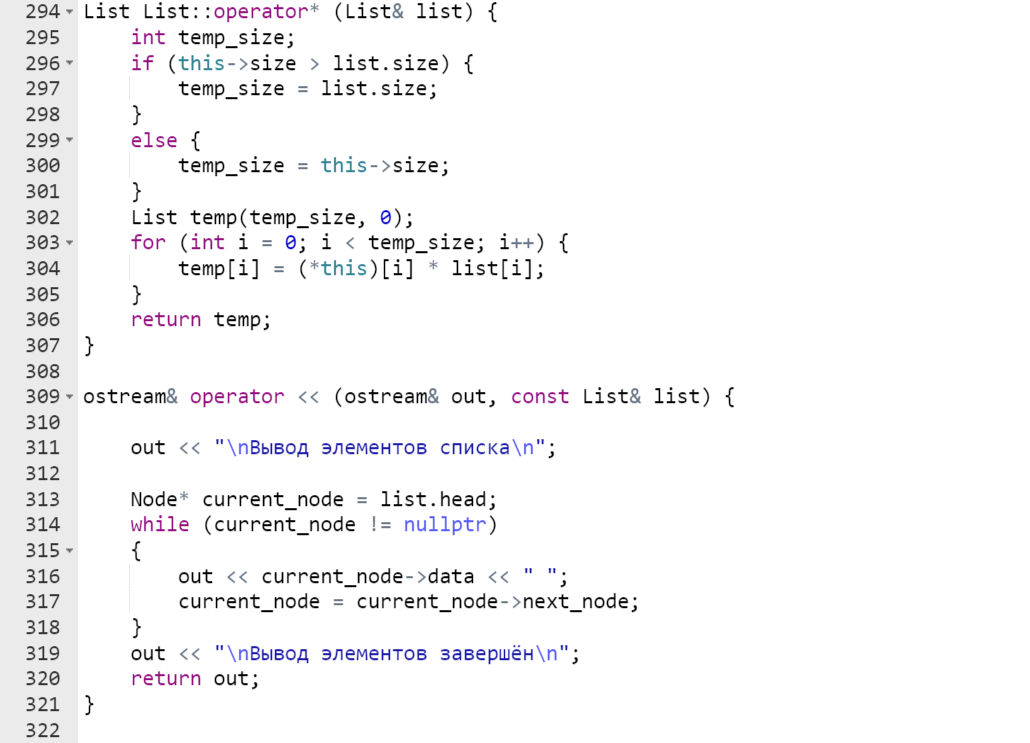 294 List List::operator* (List& list) {
295     int temp_size;
296     if (this->size > list.size) {
297         temp_size = list.size;
298     }
299     else {
300         temp_size = this->size;
301     }
302     List temp(temp_size, 0);
303     for (int i = 0; i < temp_size; i++) {
304         temp[i] = (*this)[i] * list[i];
305     }
306     return temp;
307 }
308
309 ostream& operator << (ostream& out, const List& list) {
310
311     out << "\nВывод элементов списка\n";
312
313     Node* current_node = list.head;
314     while (current_node != nullptr)
315     {
316         out << current_node->data << " ";
317         current_node = current_node->next_node;
318     }
319     out << "\nВывод элементов завершён\n";
320     return out;
321 }
322